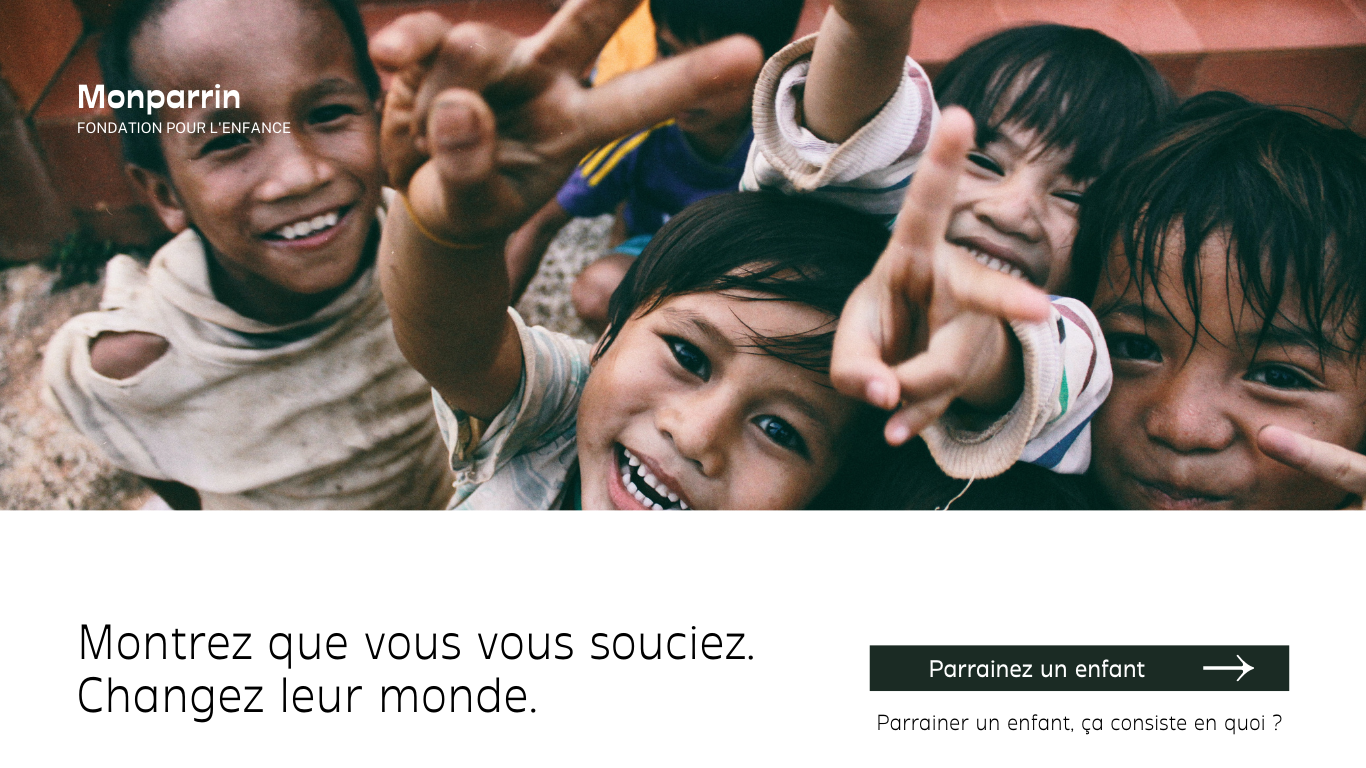 Monparrin
FONDATION POUR L'ENFANCE
Montrez que vous vous souciez.
Changez leur monde.
Parrainez un enfant
Parrainer un enfant, ça consiste en quoi ?